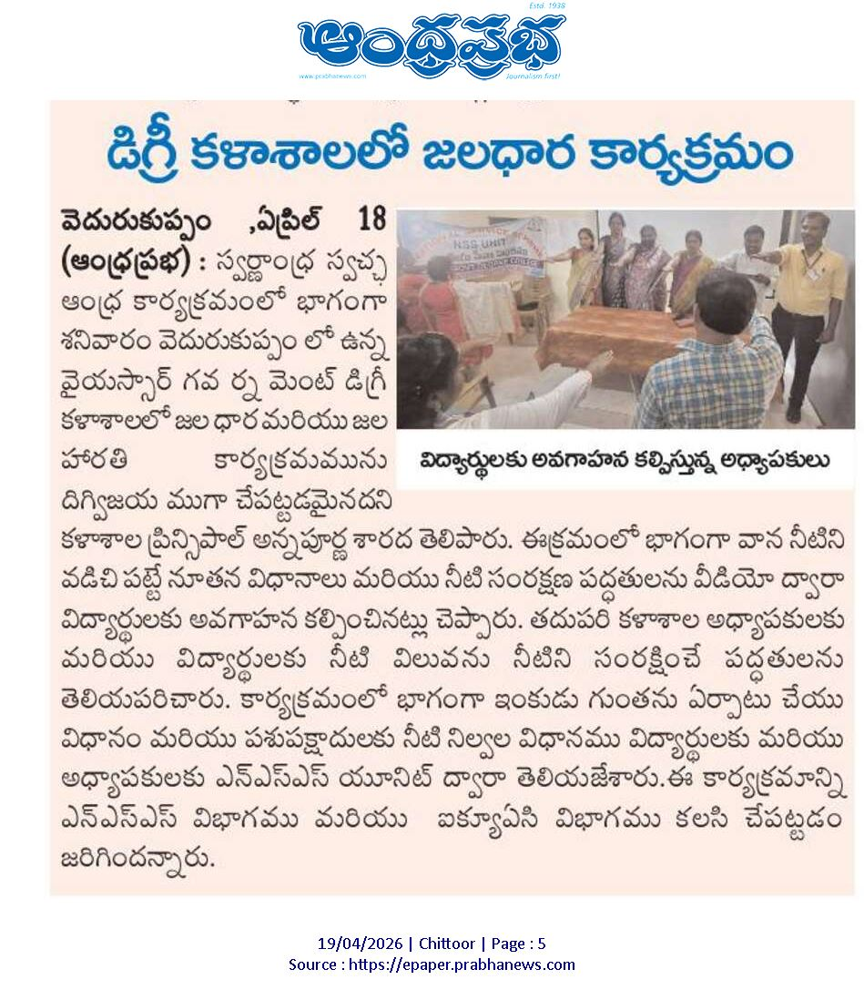 Estd. 1938
ఆంధ్రప్రభ
www.prabhanews.com
Journalism first!
డిగ్రీ కళాశాలలో జలధార కార్యక్రమం
వెదురుకుప్పం ,ఏప్రిల్ 18
(ఆంధ్రప్రభ) : స్వర్ణాంధ్ర స్వచ్ఛ
ఆంధ్ర కార్యక్రమంలో భాగంగా
శనివారం వెదురుకుప్పం లో ఉన్న
వైయస్సార్ గవ ర్న మెంట్ డిగ్రీ
కళాశాలలో జల ధార మరియు జల
హారతి కార్యక్రమమును
దిగ్విజయ ముగా చేపట్టడమైనదని
NSS UNIT
విద్యార్థులకు అవగాహన కల్పిస్తున్న అధ్యాపకులు
కళాశాల ప్రిన్సిపాల్ అన్నపూర్ణ శారద తెలిపారు. ఈక్రమంలో భాగంగా వాన నీటిని
వడిచి పట్టే నూతన విధానాలు మరియు నీటి సంరక్షణ పద్ధతులను వీడియో ద్వారా
విద్యార్థులకు అవగాహన కల్పించినట్లు చెప్పారు. తదుపరి కళాశాల అధ్యాపకులకు
మరియు విద్యార్థులకు నీటి విలువను నీటిని సంరక్షించే పద్ధతులను
తెలియపరిచారు. కార్యక్రమంలో భాగంగా ఇంకుడు గుంతను ఏర్పాటు చేయు
విధానం మరియు పశుపక్షాదులకు నీటి నిల్వల విధానము విద్యార్థులకు మరియు
అధ్యాపకులకు ఎన్ఎస్ఎస్ యూనిట్ ద్వారా తెలియజేశారు.ఈ కార్యక్రమాన్ని
ఎన్ఎస్ఎస్ విభాగము మరియు ఐక్యూఏసి విభాగము కలసి చేపట్టడం
జరిగిందన్నారు.
19/04/2026 | Chittoor | Page : 5
Source : https://epaper.prabhanews.com